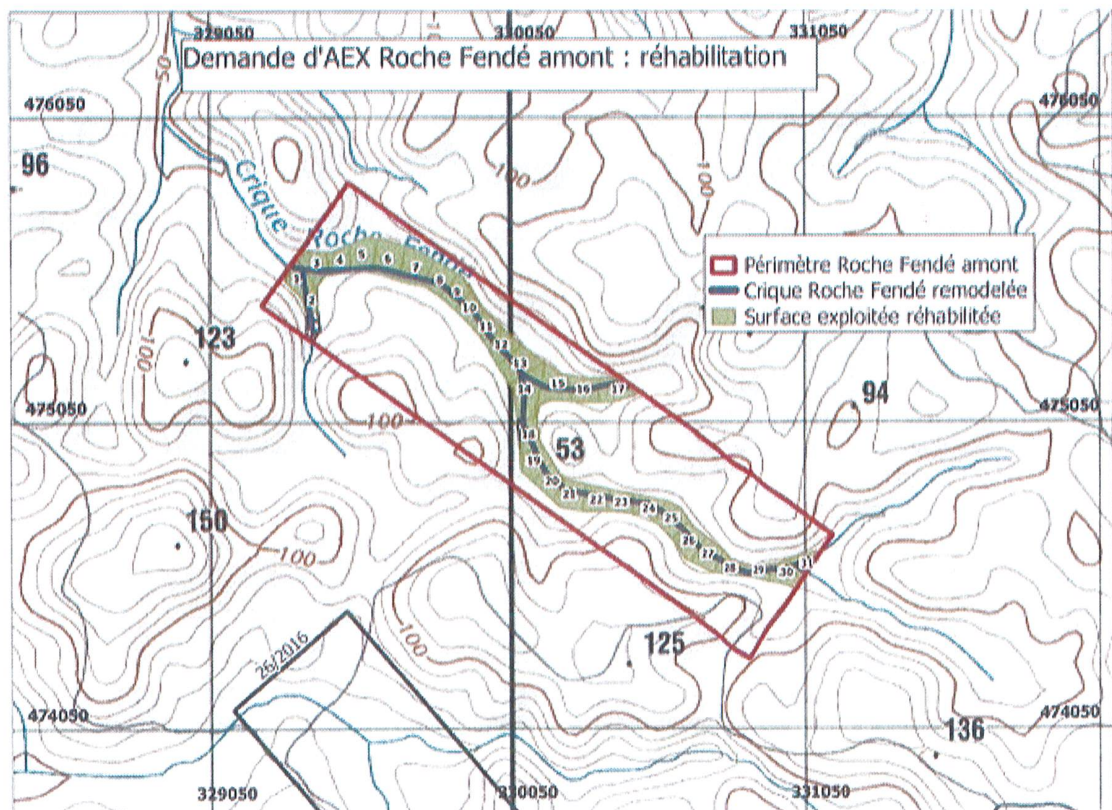 329050 330050 331050
Demande d'AEX Roche Fendé amont : réhabilitation
50
100
476050 476050
96
100
100
Crique Roche Fendé
Périmètre Roche Fendé amont
Crique Roche Fendé remodelée
Surface exploitée réhabilitée
1 3 4 5 6 7 8 9 10 11 12 13
2
123
100
14 15 16 17
94
475050 475050
100
18 19 20 21 22 23 24 25 26 27 28 29 30 31
53
150
100
26/2016
100
125
474050 474050
136
329050 330050 331050